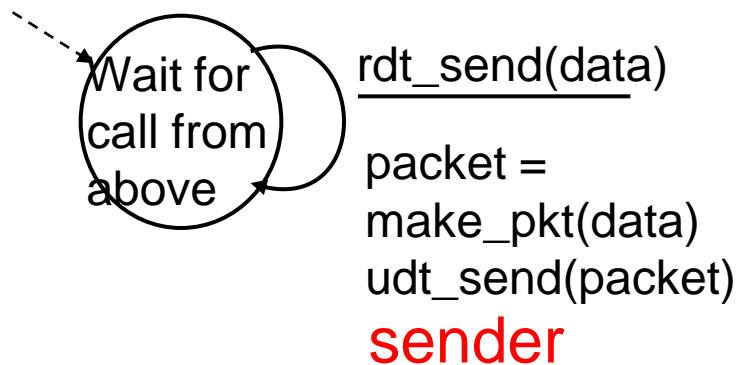 Wait for
call from
above
rdt_send(data)
packet =
make_pkt(data)
udt_send(packet)
sender